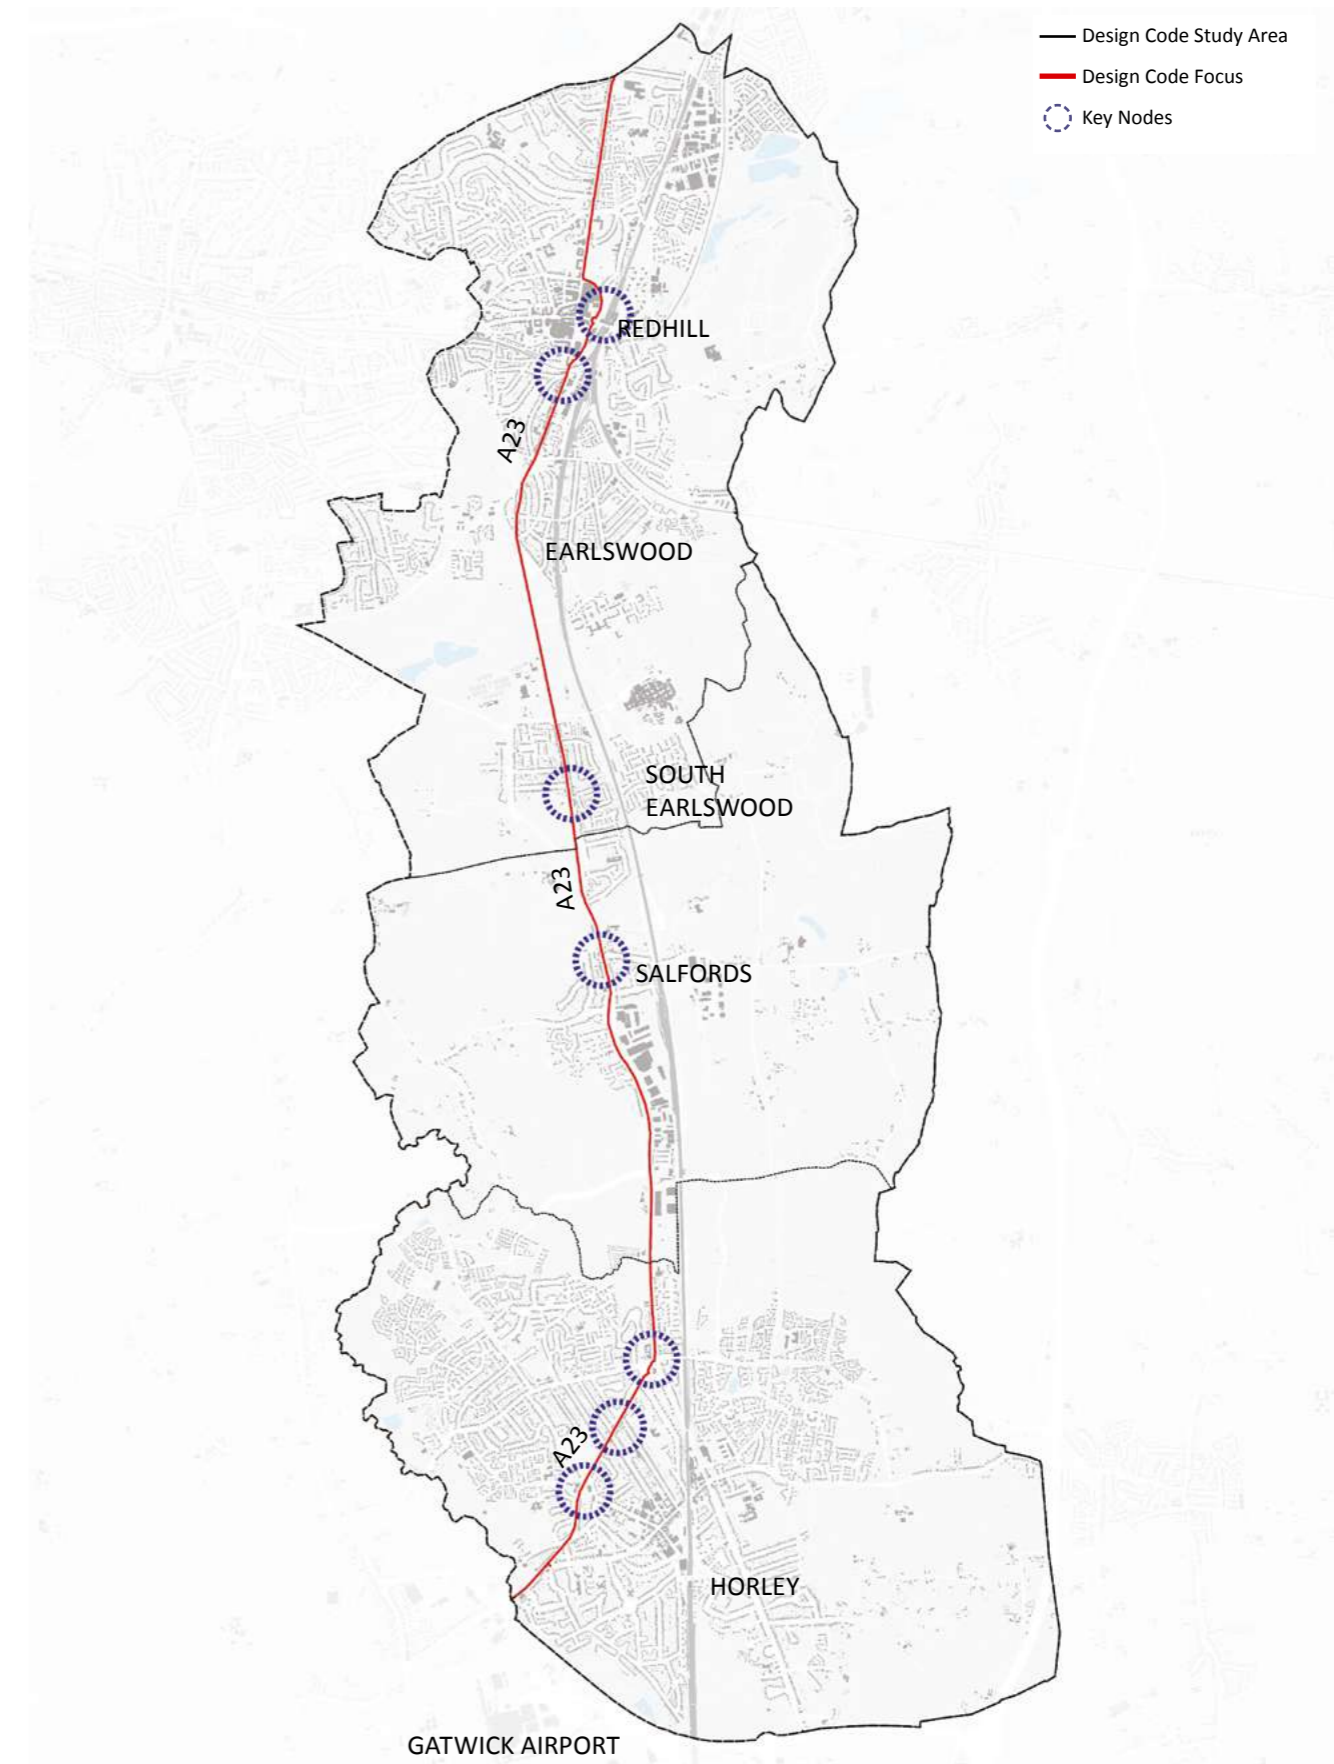 Design Code Study Area
Design Code Focus
Key Nodes
REDHILL
A23
EARLSWOOD
SOUTH
EARLSWOOD
A23
SALFORDS
A23
HORLEY
GATWICK AIRPORT